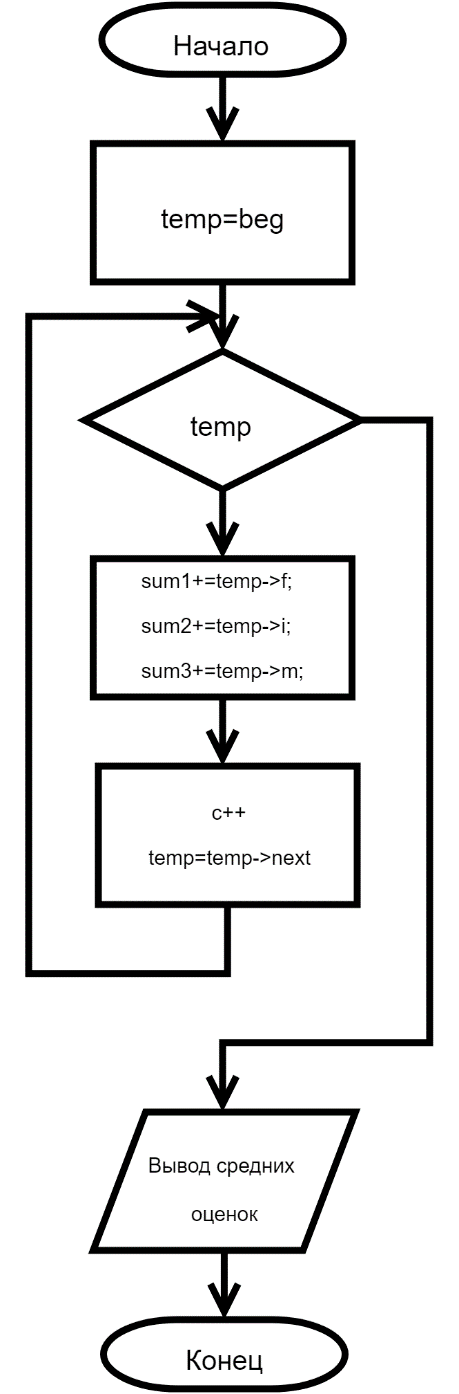 Начало
temp=beg
temp
sum1+=temp->f;
sum2+=temp->i;
sum3+=temp->m;
c++
temp=temp->next
Вывод средних
оценок
Конец